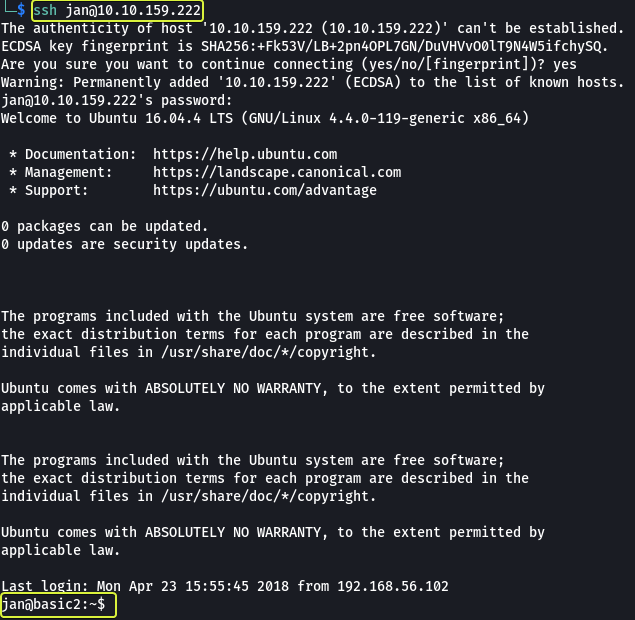 └─$ ssh jan@10.10.159.222
The authenticity of host '10.10.159.222 (10.10.159.222)' can't be established.
ECDSA key fingerprint is SHA256:+Fk53V/LB+2pn4OPL7GN/DuVHVvO0lT9N4W5ifchySQ.
Are you sure you want to continue connecting (yes/no/[fingerprint])? yes
Warning: Permanently added '10.10.159.222' (ECDSA) to the list of known hosts.
jan@10.10.159.222's password:
Welcome to Ubuntu 16.04.4 LTS (GNU/Linux 4.4.0-119-generic x86_64)
* Documentation:  https://help.ubuntu.com
* Management:     https://landscape.canonical.com
* Support:        https://ubuntu.com/advantage
0 packages can be updated.
0 updates are security updates.
The programs included with the Ubuntu system are free software;
the exact distribution terms for each program are described in the
individual files in /usr/share/doc/*/copyright.
Ubuntu comes with ABSOLUTELY NO WARRANTY, to the extent permitted by
applicable law.
The programs included with the Ubuntu system are free software;
the exact distribution terms for each program are described in the
individual files in /usr/share/doc/*/copyright.
Ubuntu comes with ABSOLUTELY NO WARRANTY, to the extent permitted by
applicable law.
Last login: Mon Apr 23 15:55:45 2018 from 192.168.56.102
jan@basic2:~$